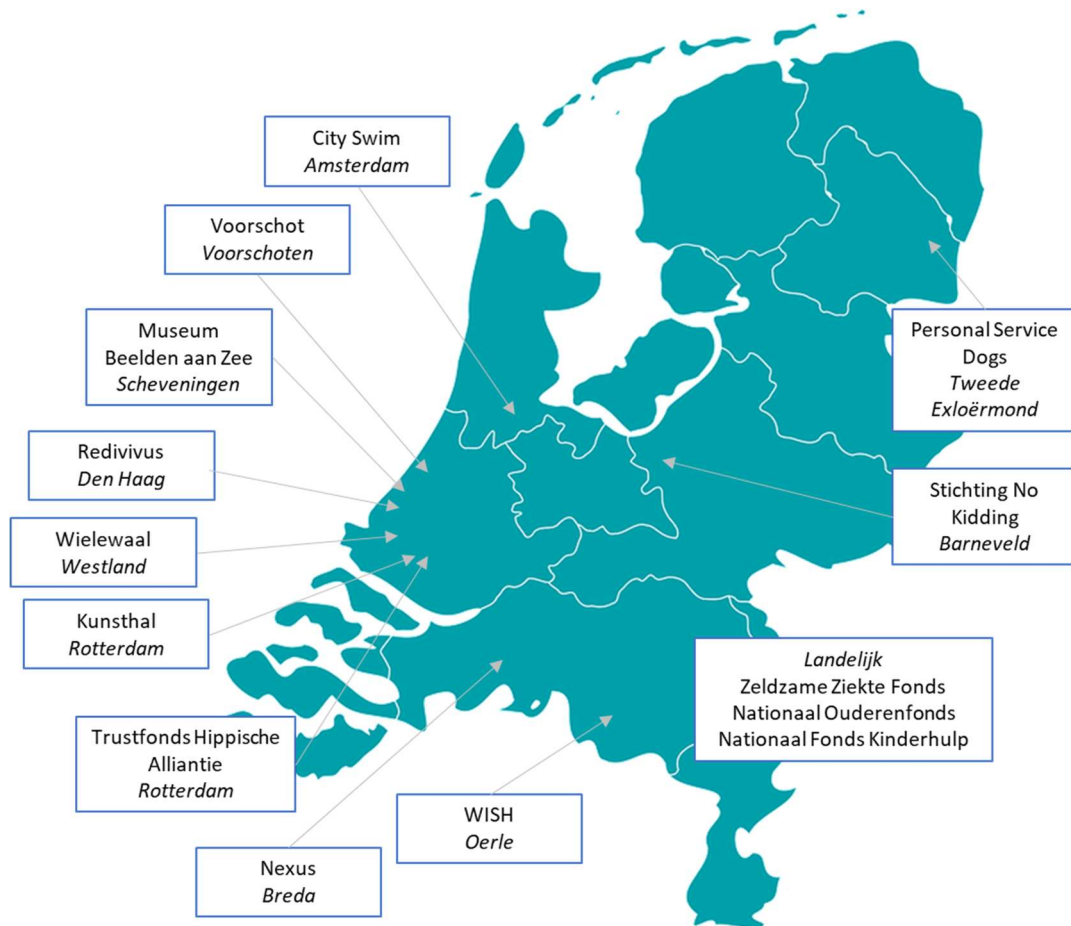 City Swim
Amsterdam
Voorschot
Voorschoten
Museum
Beelden aan Zee
Scheveningen
Redivivus
Den Haag
Wielewaal
Westland
Kunsthal
Rotterdam
Trustfonds Hippische
Alliantie
Rotterdam
Nexus
Breda
WISH
Oerle
Personal Service
Dogs
Tweede
Exloërmond
Stichting No
Kidding
Barneveld
Landelijk
Zeldzame Ziekte Fonds
Nationaal Ouderenfonds
Nationaal Fonds Kinderhulp